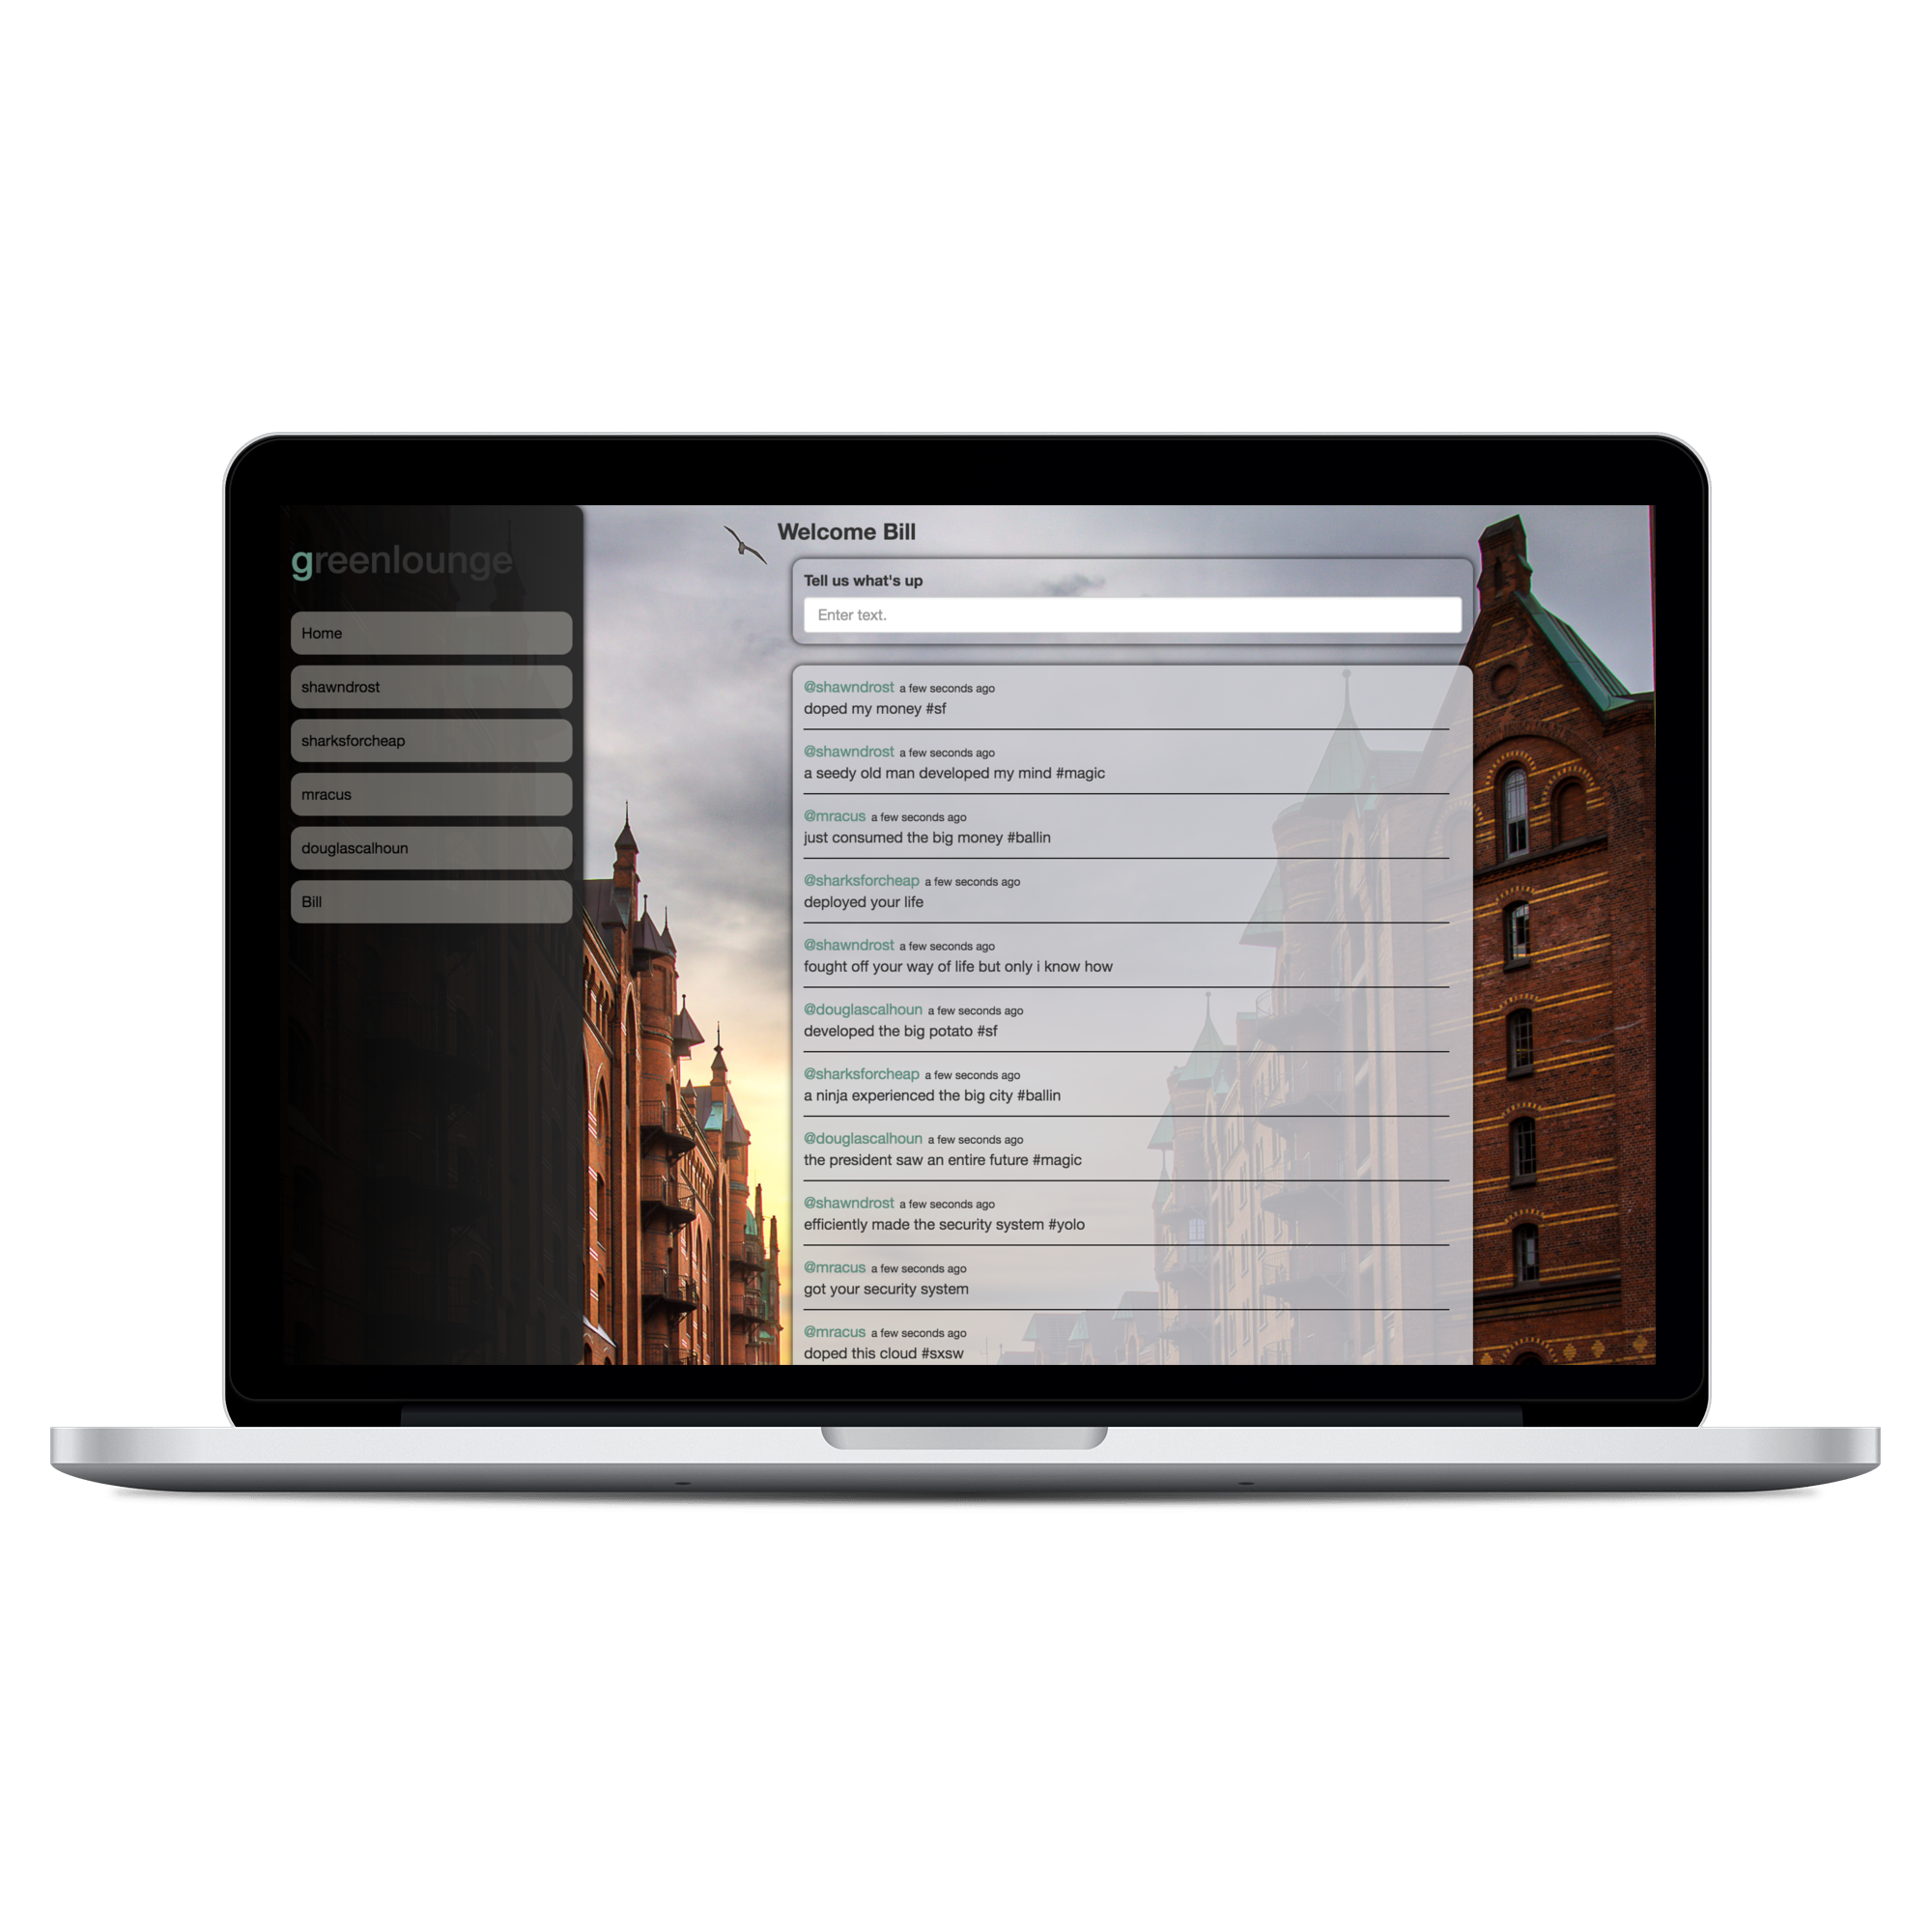 greenlounge
Home
shawndrost
sharksforcheap
mracus
douglascalhoun
Bill
Welcome Bill
Tell us what's up
Enter text.
@shawndrost a few seconds ago
doped my money #sf
@shawndrost a few seconds ago
a seedy old man developed my mind #magic
@mracus a few seconds ago
just consumed the big money #ballin
@sharksforcheap a few seconds ago
deployed your life
@shawndrost a few seconds ago
fought off your way of life but only i know how
@douglascalhoun a few seconds ago
developed the big potato #sf
@sharksforcheap a few seconds ago
a ninja experienced the big city #ballin
@douglascalhoun a few seconds ago
the president saw an entire future #magic
@shawndrost a few seconds ago
efficiently made the security system #yolo
@mracus a few seconds ago
got your security system
@mracus a few seconds ago
doped this cloud #sxsw